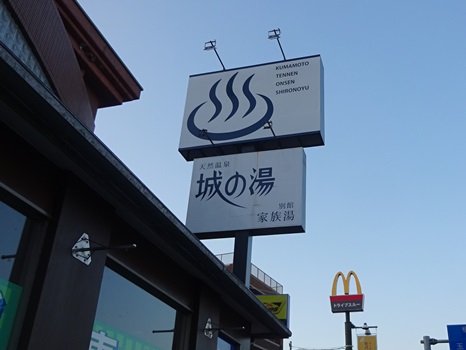 KUMAMOTO
TENNEN
ONSEN
SHIRONOYU
天然温泉
城の湯
別館
家族湯
ドライブスルー